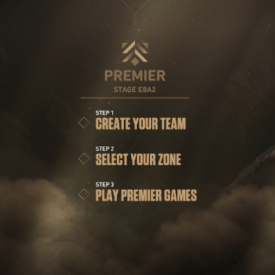 PREMIER
STAGE E8A2
STEP 1
CREATE YOUR TEAM
STEP 2
SELECT YOUR ZONE
STEP 3
PLAY PREMIER GAMES